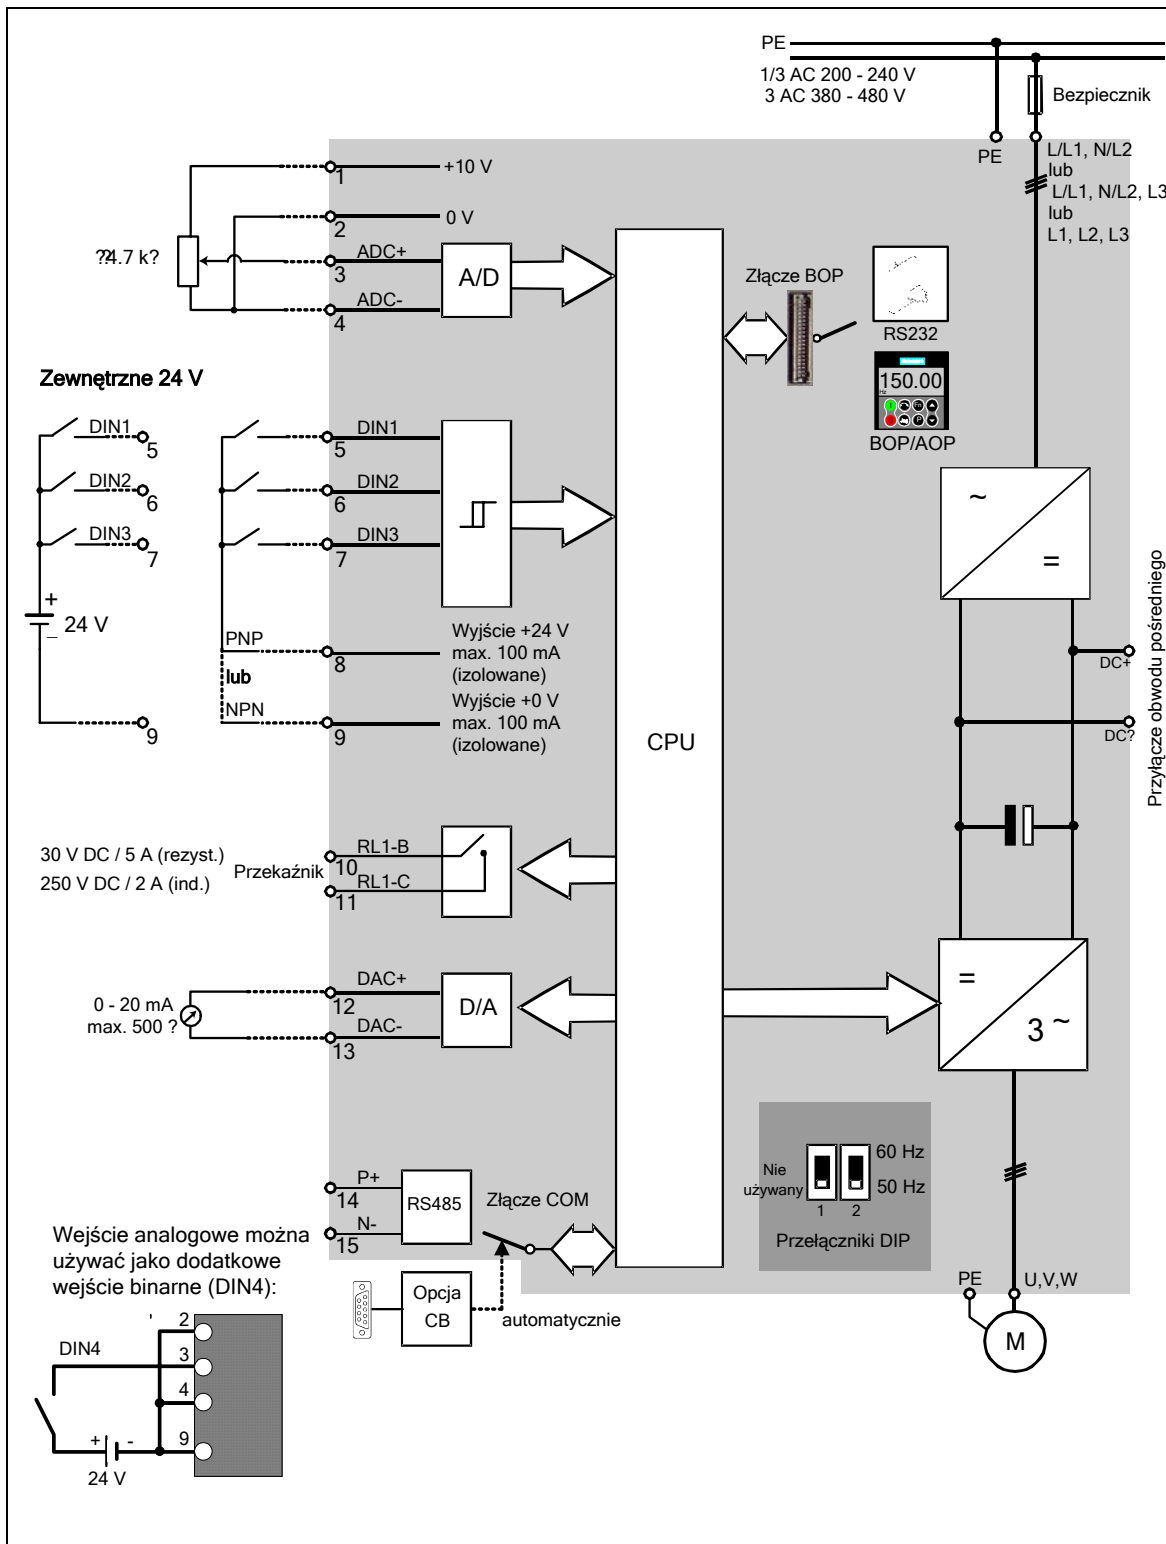 PE
1/3 AC 200 - 240 V
3 AC 380 - 480 V
Bezpiecznik
PE
L/L1, N/L2
lub
L/L1, N/L2, L3
lub
L1, L2, L3
1
+10 V
2
0 V
??4.7 k?
ADC+
3
ADC-
4
A/D
Złącze BOP
RS232
150.00
Hz
BOP/AOP
Zewnętrzne 24 V
DIN1
5
DIN2
6
DIN3
7
+
24 V
_
9
DIN1
5
DIN2
6
DIN3
7
PNP
8
lub
NPN
9
Wyjście +24 V
max. 100 mA
(izolowane)
Wyjście +0 V
max. 100 mA
(izolowane)
CPU
~
=
DC+
DC?
Przyłącze obwodu pośredniego
30 V DC / 5 A (rezyst.)
250 V DC / 2 A (ind.)
Przekaźnik
RL1-B
10
RL1-C
11
0 - 20 mA
max. 500 ?
DAC+
12
DAC-
13
D/A
=
3 ~
P+
14
N-
15
RS485
Złącze COM
Opcja
CB
automatycznie
Nie
używany
60 Hz
50 Hz
1 2
Przełączniki DIP
PE
U,V,W
M
Wejście analogowe można
używać jako dodatkowe
wejście binarne (DIN4):
DIN4
2
3
4
9
+ -
24 V